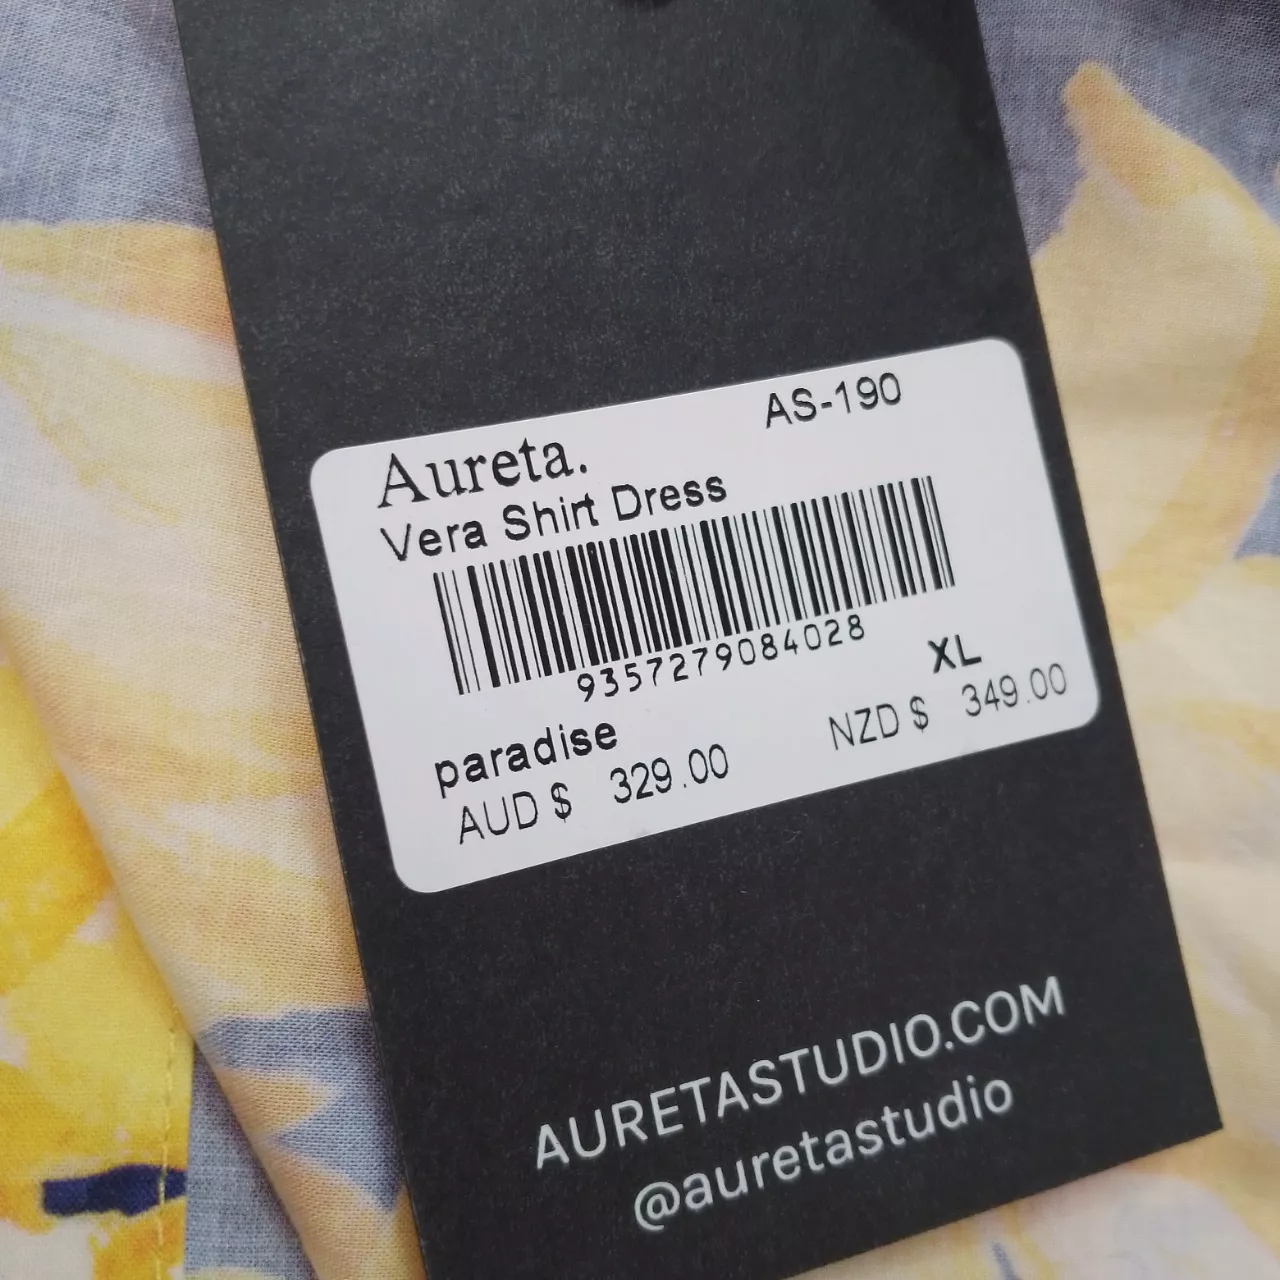 AS-190
Aureta.
Vera Shirt Dress
9357279084028
XL
paradise
AUD $ 329.00 NZD $ 349.00
AURETASTUDIO.COM
@auretastudio